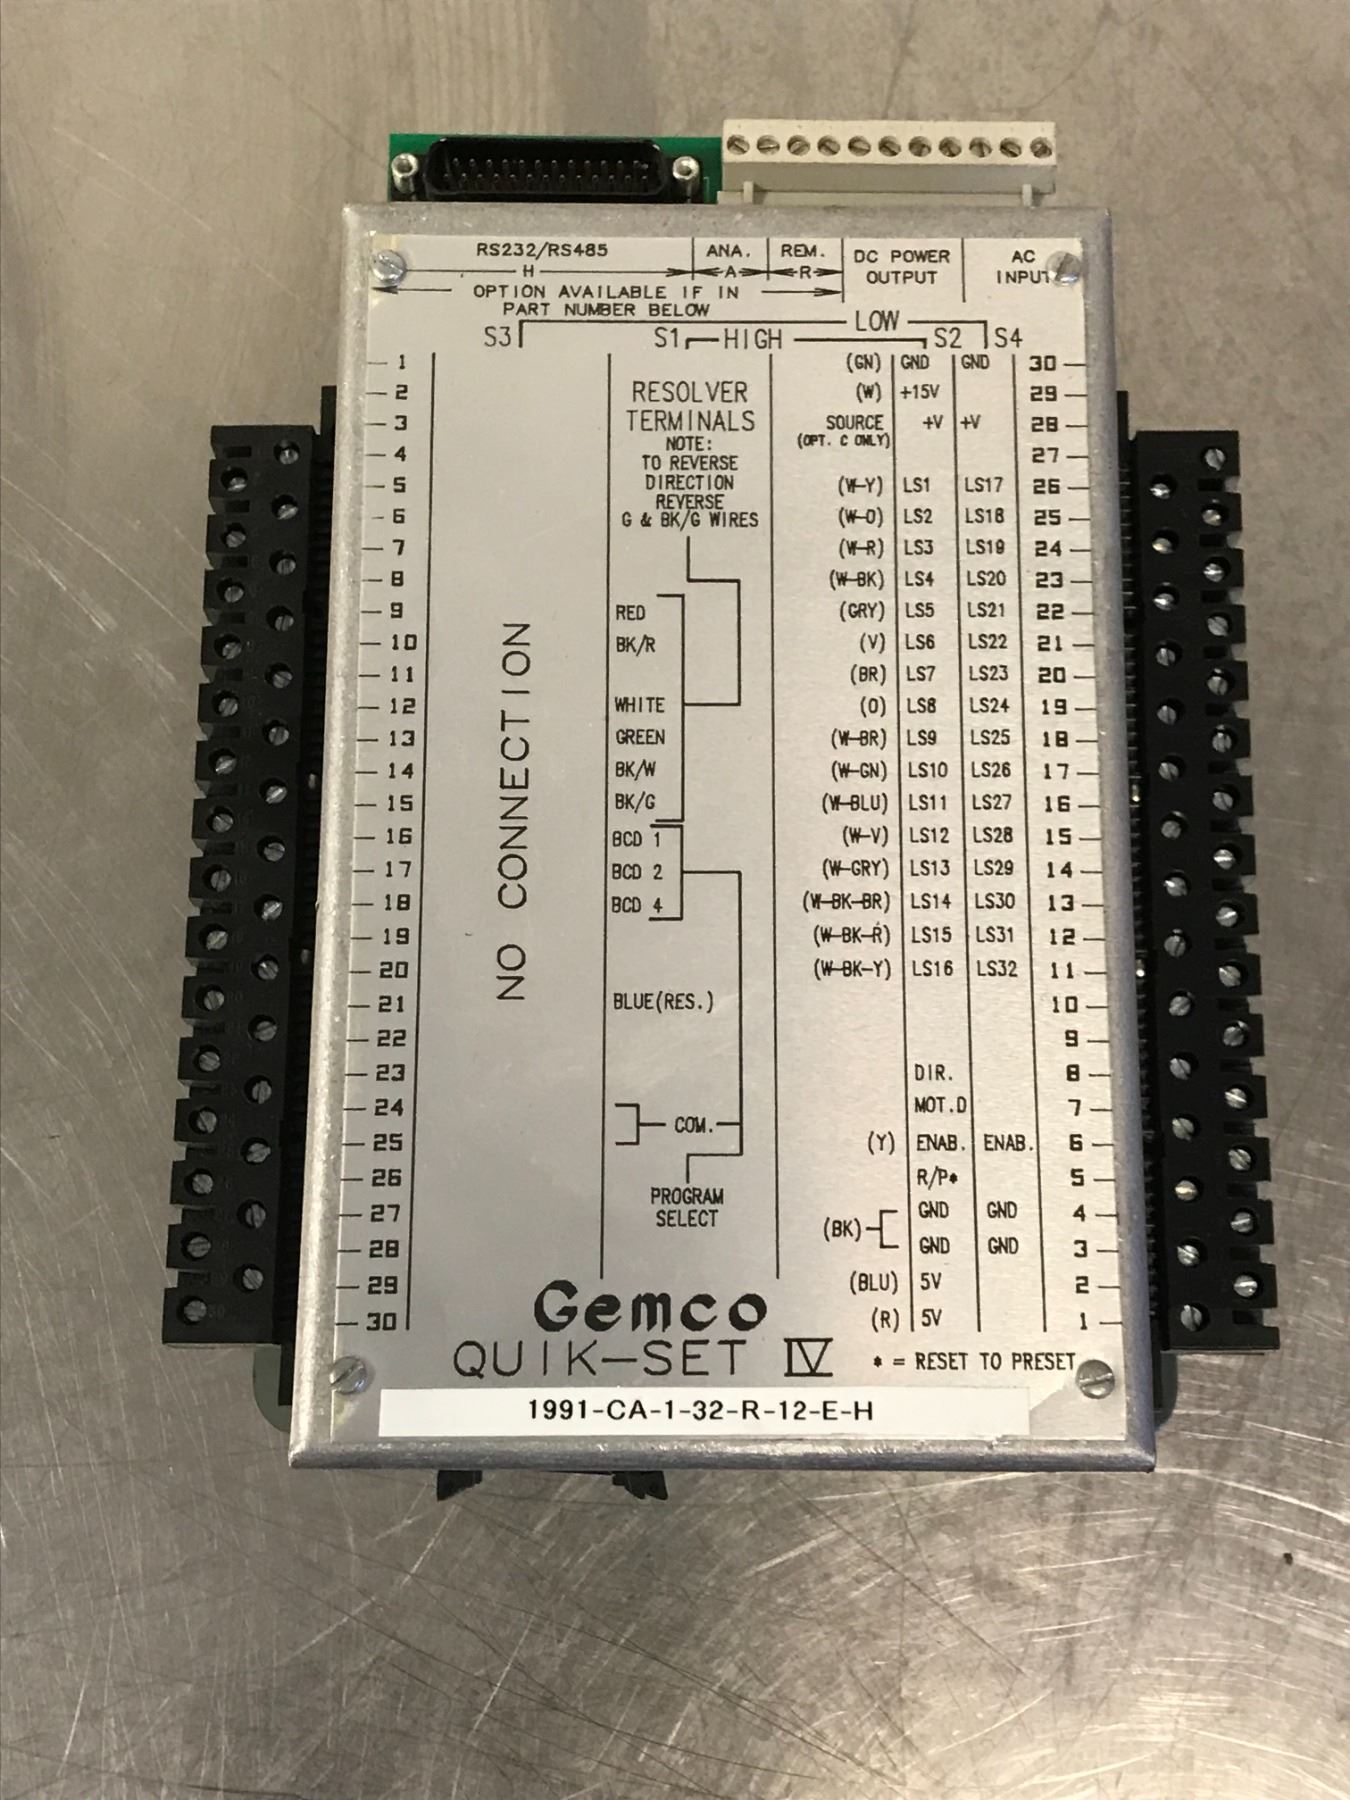 RS232/RS485 ANA. REM. DC POWER OUTPUT AC INPUT
H A R
OPTION AVAILABLE IF IN
PART NUMBER BELOW
LOW
S3 S1 HIGH S2 S4
1 (GN) GND GND 30
2 RESOLVER (W) +15V 29
3 TERMINALS SOURCE +V +V 28
NOTE: (OPT. C ONLY)
4 TO REVERSE 27
5 DIRECTION (W-Y) LS1 LS17 26
REVERSE
6 G & BK/G WIRES (W-O) LS2 LS18 25
7 (W-R) LS3 LS19 24
8 (W-BK) LS4 LS20 23
9 RED (GRY) LS5 LS21 22
10 BK/R (V) LS6 LS22 21
11 (BR) LS7 LS23 20
12 WHITE (O) LS8 LS24 19
13 GREEN (W-BR) LS9 LS25 18
14 BK/W (W-GN) LS10 LS26 17
15 BK/G (W-BLU) LS11 LS27 16
16 BCD 1 (W-V) LS12 LS28 15
17 BCD 2 (W-GRY) LS13 LS29 14
18 BCD 4 (W-BK-BR) LS14 LS30 13
19 (W-BK-R) LS15 LS31 12
20 (W-BK-Y) LS16 LS32 11
NO CONNECTION
21 BLUE(RES.) 10
22 9
23 DIR. 8
24 MOT.D 7
COM.
25 (Y) ENAB. ENAB. 6
26 R/P* 5
PROGRAM
27 SELECT GND GND 4
(BK)
28 GND GND 3
29 (BLU) 5V 2
30 (R) 5V 1
Gemco
QUIK-SET IV * = RESET TO PRESET
1991-CA-1-32-R-12-E-H